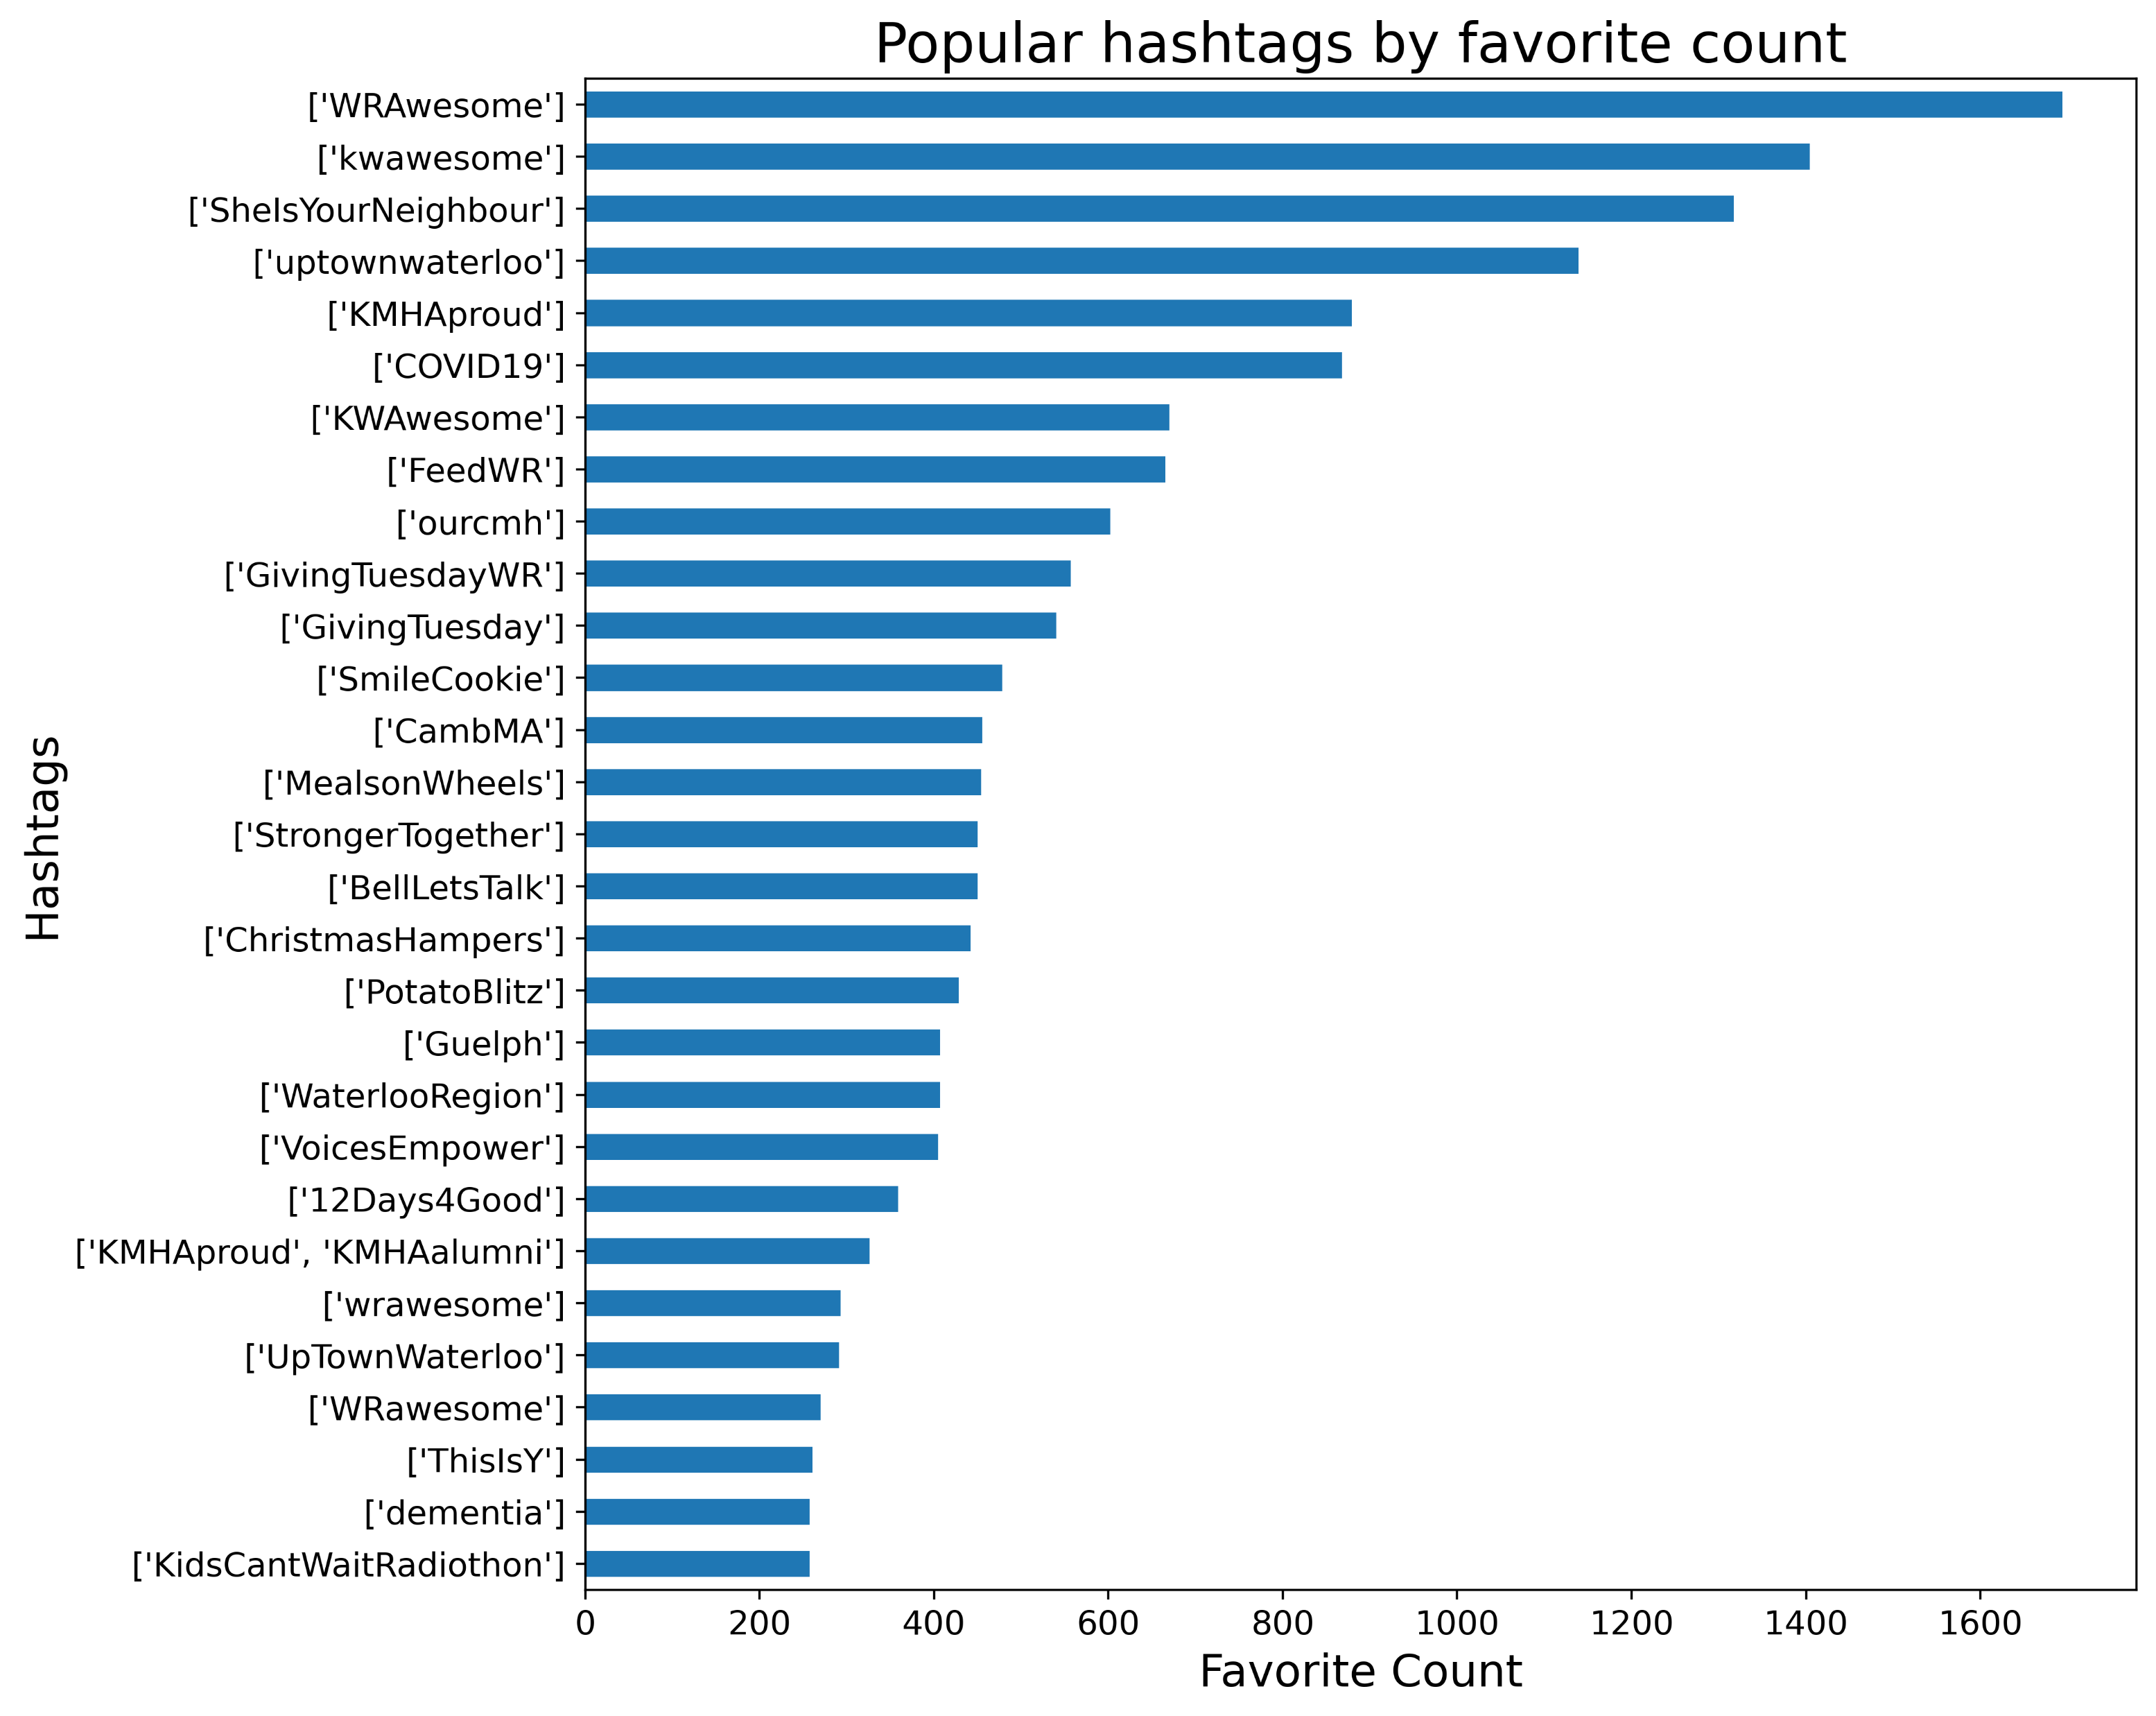 Popular hashtags by favorite count
['WRAwesome']
['kwawesome']
['SheIsYourNeighbour']
['uptownwaterloo']
['KMHAproud']
['COVID19']
['KWAwesome']
['FeedWR']
['ourcmh']
['GivingTuesdayWR']
['GivingTuesday']
['SmileCookie']
['CambMA']
['MealsonWheels']
['StrongerTogether']
['BellLetsTalk']
['ChristmasHampers']
['PotatoBlitz']
['Guelph']
['WaterlooRegion']
['VoicesEmpower']
['12Days4Good']
['KMHAproud', 'KMHAalumni']
['wrawesome']
['UpTownWaterloo']
['WRawesome']
['ThisIsY']
['dementia']
['KidsCantWaitRadiothon']
Hashtags
0 200 400 600 800 1000 1200 1400 1600
Favorite Count